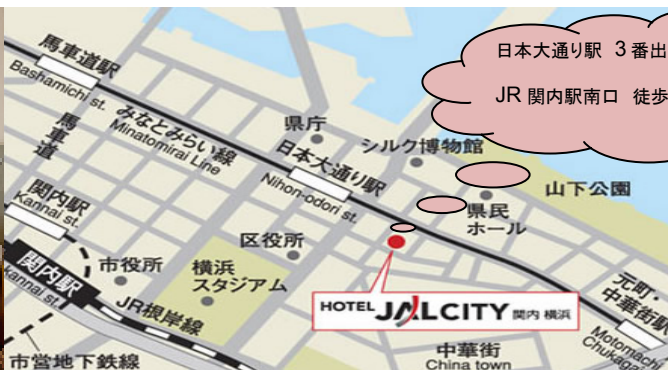 日本大通り駅 3番出
JR 関内駅南口 徒歩
馬車道駅
Bashamichi st.
馬車道
みなとみらい線
Minatomirai Line
県庁
日本大通り駅
Nihon-odori st.
シルク博物館
山下公園
県民
ホール
関内駅
Kannai st.
区役所
市役所
横浜
スタジアム
関内駅
kannai st.
JR根岸線
HOTEL JALCITY 関内 横浜
元町・
中華街駅
Motomachi
Chukagai
中華街
China town
市営地下鉄線